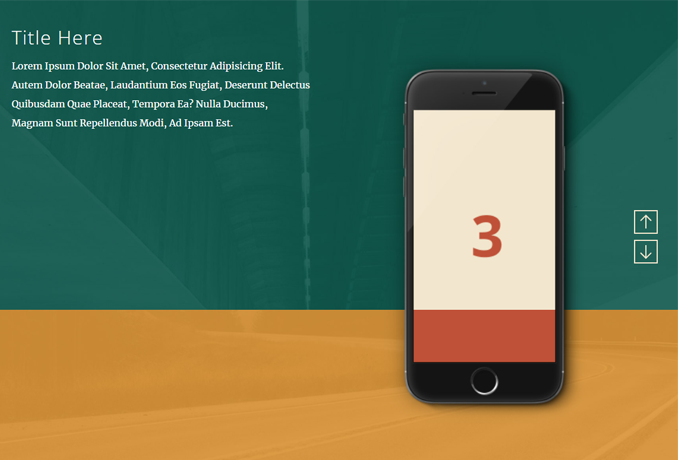 Title Here
Lorem Ipsum Dolor Sit Amet, Consectetur Adipisicing Elit.
Autem Dolor Beatae, Laudantium Eos Fugiat, Deserunt Delectus
Quibusdam Quae Placeat, Tempora Ea? Nulla Ducimus,
Magnam Sunt Repellendus Modi, Ad Ipsam Est.
3